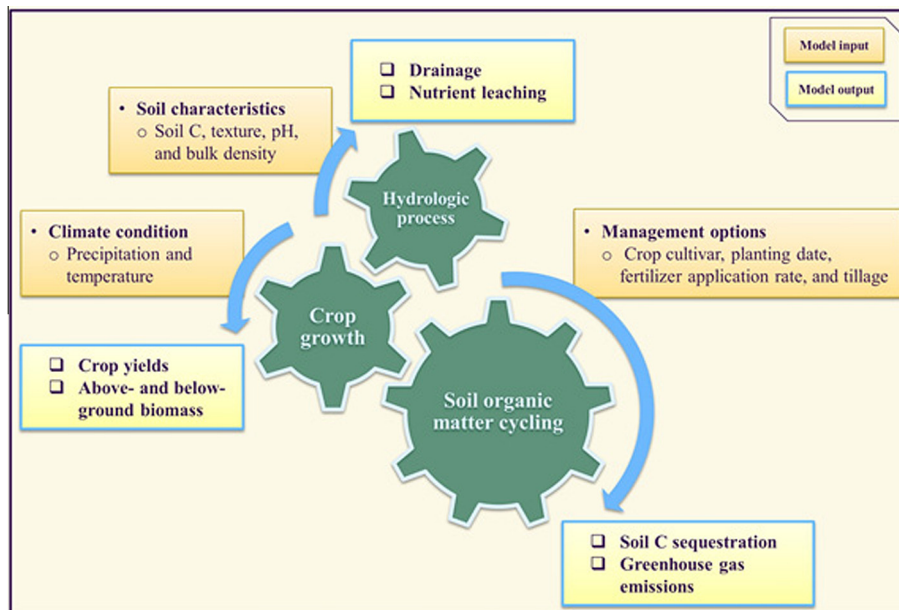 Model input
Model output
❑ Drainage
❑ Nutrient leaching
• Soil characteristics
○ Soil C, texture, pH,
and bulk density
Hydrologic
process
• Climate condition
○ Precipitation and
temperature
• Management options
○ Crop cultivar, planting date,
fertilizer application rate, and tillage
Crop
growth
❑ Crop yields
❑ Above- and below-
ground biomass
Soil organic
matter cycling
❑ Soil C sequestration
❑ Greenhouse gas
emissions